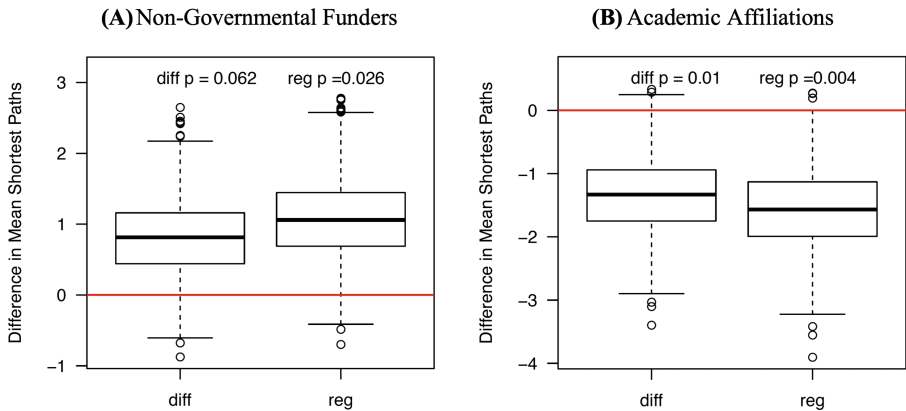 (A) Non-Governmental Funders
diff p = 0.062 reg p =0.026
Difference in Mean Shortest Paths
3
2
1
0
−1
diff reg
(B) Academic Affiliations
diff p = 0.01 reg p =0.004
Difference in Mean Shortest Paths
0
−1
−2
−3
−4
diff reg